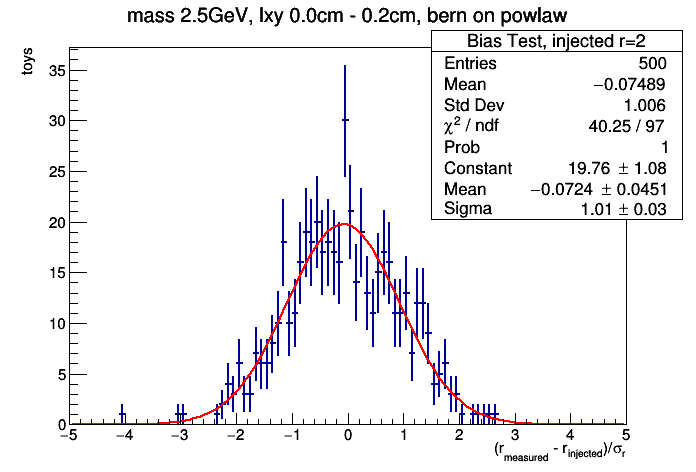 mass 2.5GeV, lxy 0.0cm - 0.2cm, bern on powlaw
Bias Test, injected r=2
Entries 500
Mean −0.07489
Std Dev 1.006
χ² / ndf 40.25 / 97
Prob 1
Constant 19.76 ± 1.08
Mean −0.0724 ± 0.0451
Sigma 1.01 ± 0.03
toys
35
30
25
20
15
10
5
0
−5 −4 −3 −2 −1 0 1 2 3 4 5
(r_measured - r_injected)/σ_r